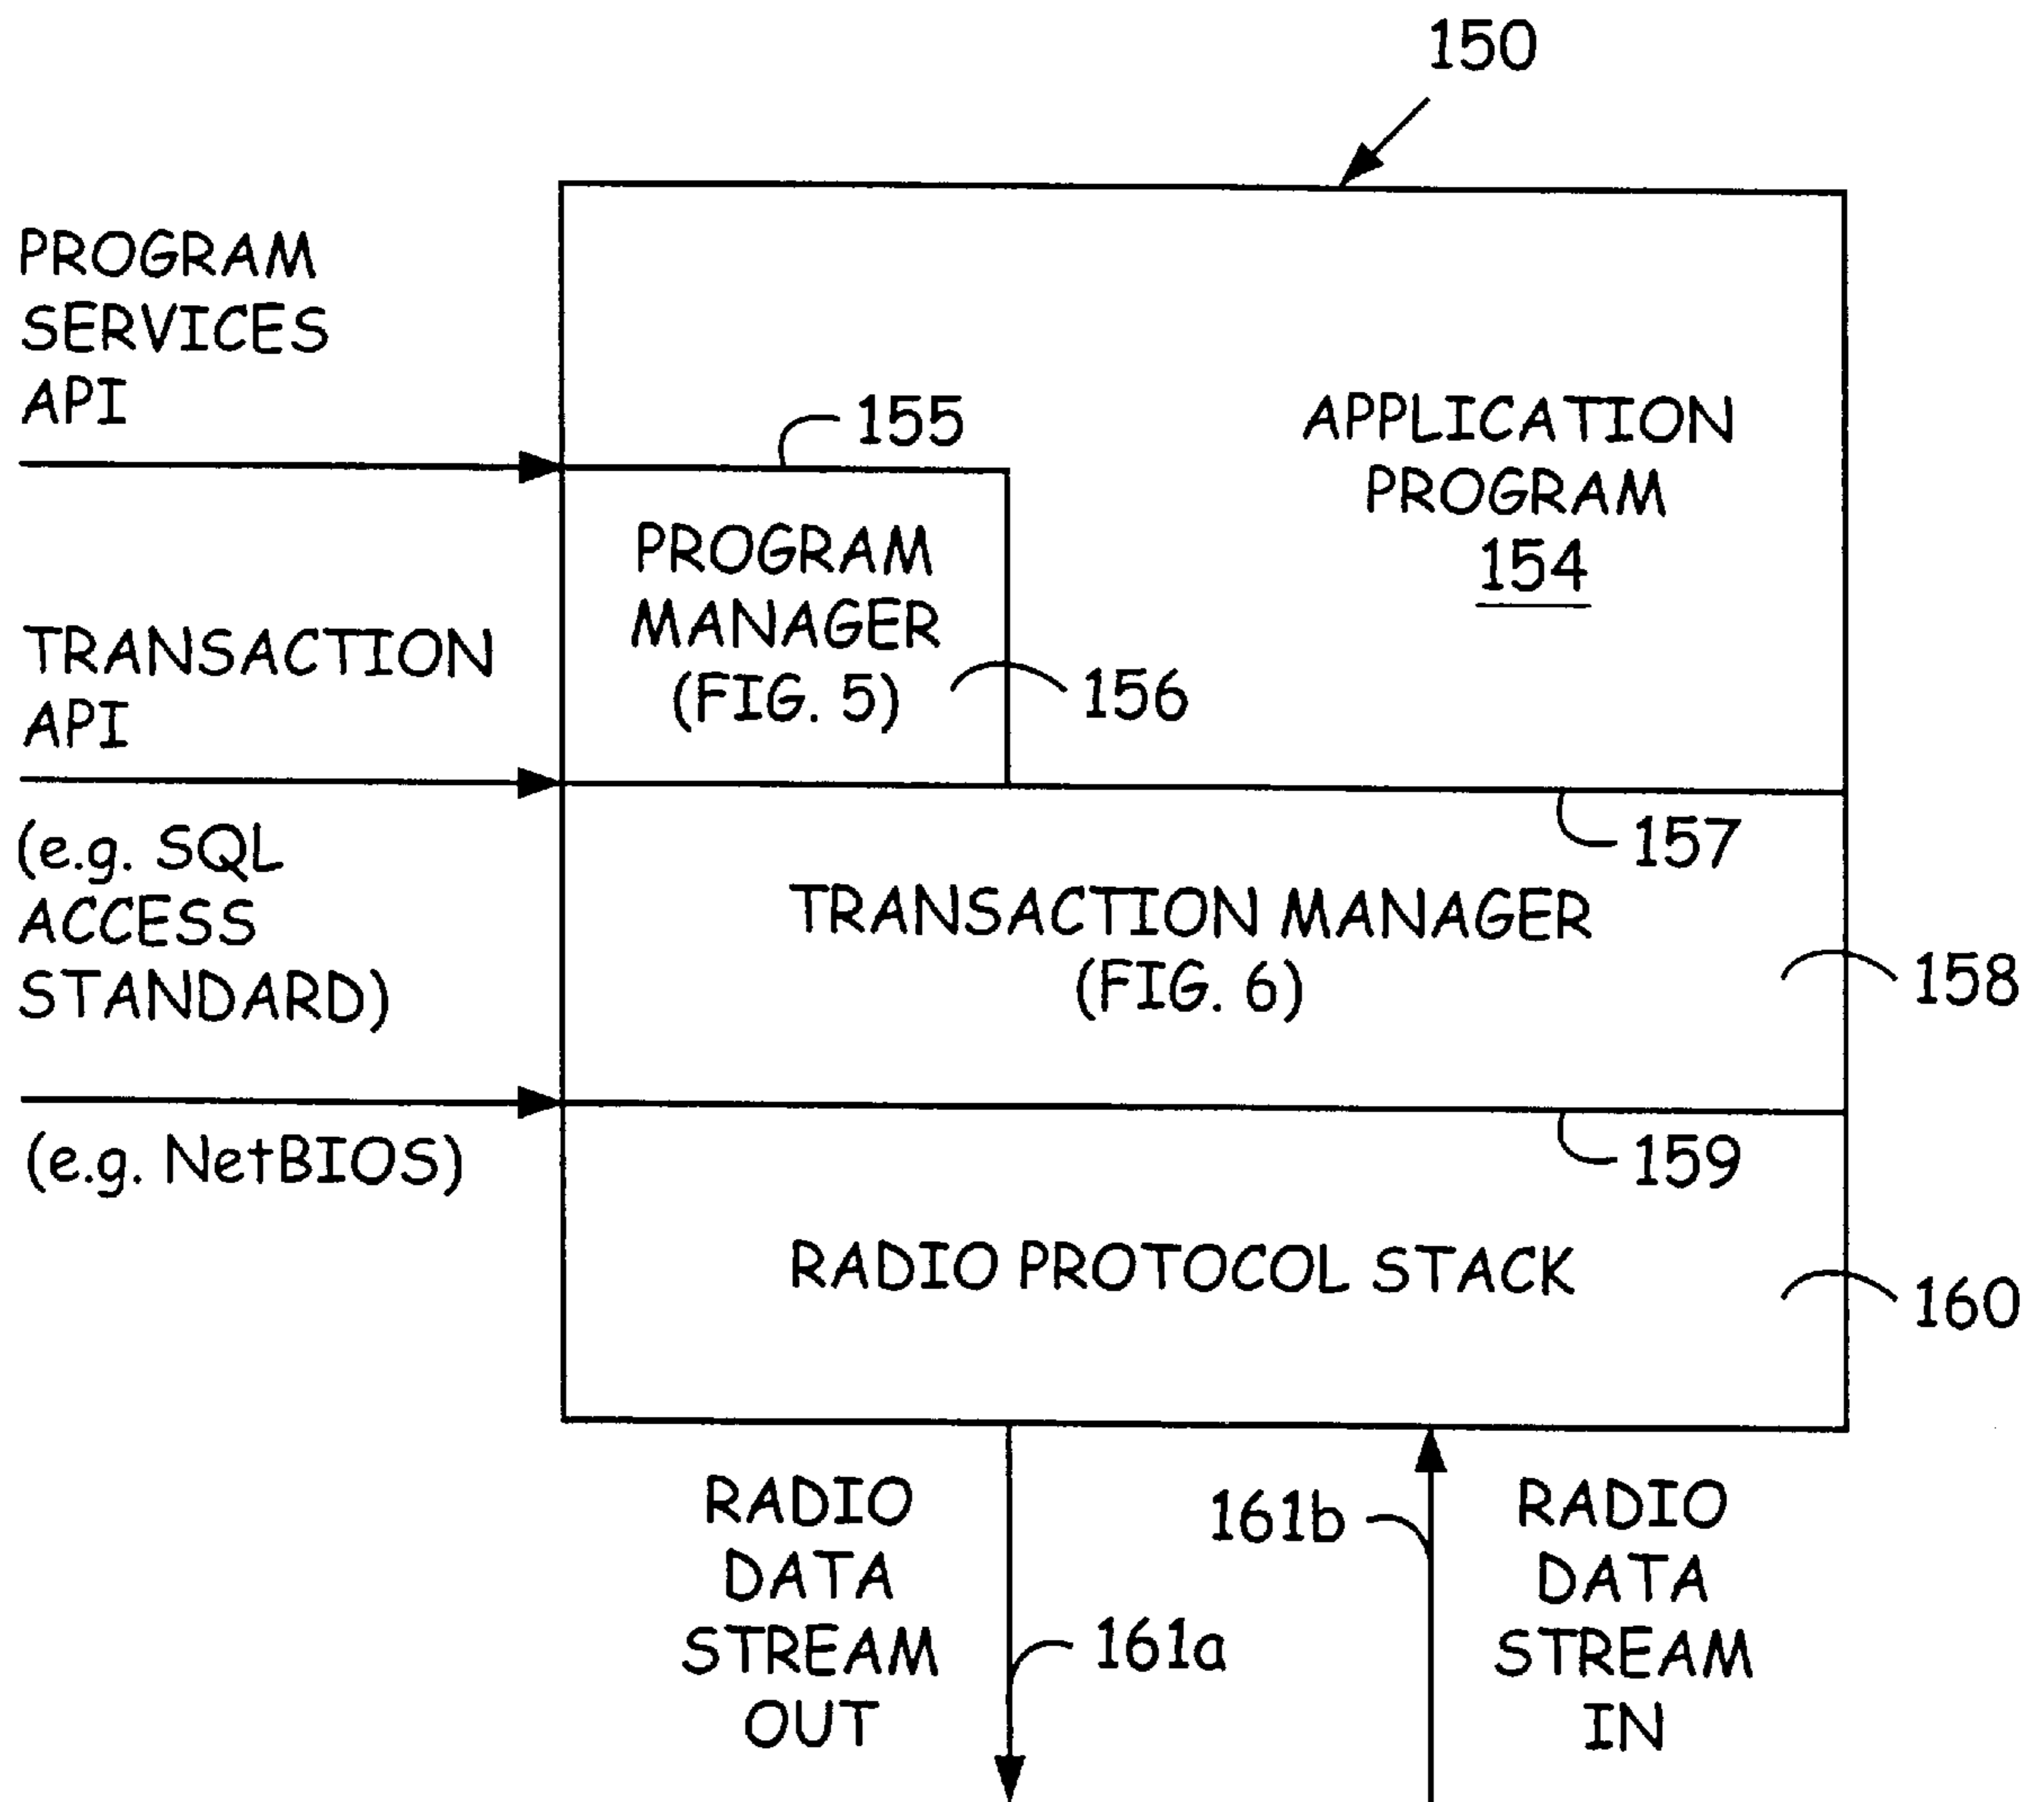 150
PROGRAM
SERVICES
API
155
APPLICATION
PROGRAM
154
PROGRAM
MANAGER
(FIG. 5)
156
TRANSACTION
API
157
(e.g. SQL
ACCESS
STANDARD)
TRANSACTION MANAGER
(FIG. 6)
158
(e.g. NetBIOS)
159
RADIO PROTOCOL STACK
160
RADIO
DATA
STREAM
OUT
161a
161b
RADIO
DATA
STREAM
IN